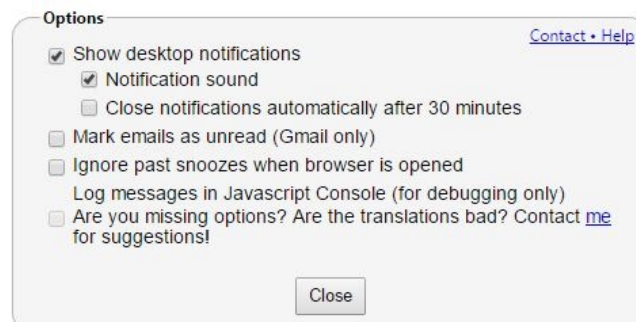 Options
Contact • Help
Show desktop notifications
Notification sound
Close notifications automatically after 30 minutes
Mark emails as unread (Gmail only)
Ignore past snoozes when browser is opened
Log messages in Javascript Console (for debugging only)
Are you missing options? Are the translations bad? Contact me
for suggestions!
Close